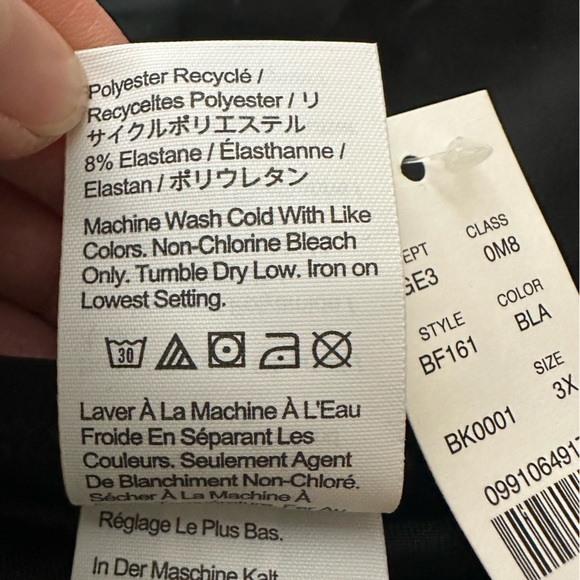 Polyester Recyclé /
Recyceltes Polyester / リ
サイクルポリエステル
8% Elastane / Élasthanne /
Elastan / ポリウレタン
Machine Wash Cold With Like
Colors. Non-Chlorine Bleach
Only. Tumble Dry Low. Iron on
Lowest Setting.
30
Laver À La Machine À L'Eau
Froide En Séparant Les
Couleurs. Seulement Agent
De Blanchiment Non-Chloré.
Sécher À La Machine À
Réglage Le Plus Bas.
In Der Maschine Kalt
EPT CLASS
GE3 0M8
STYLE COLOR
BF161 BLA
SIZE
BK0001 3X
099106491